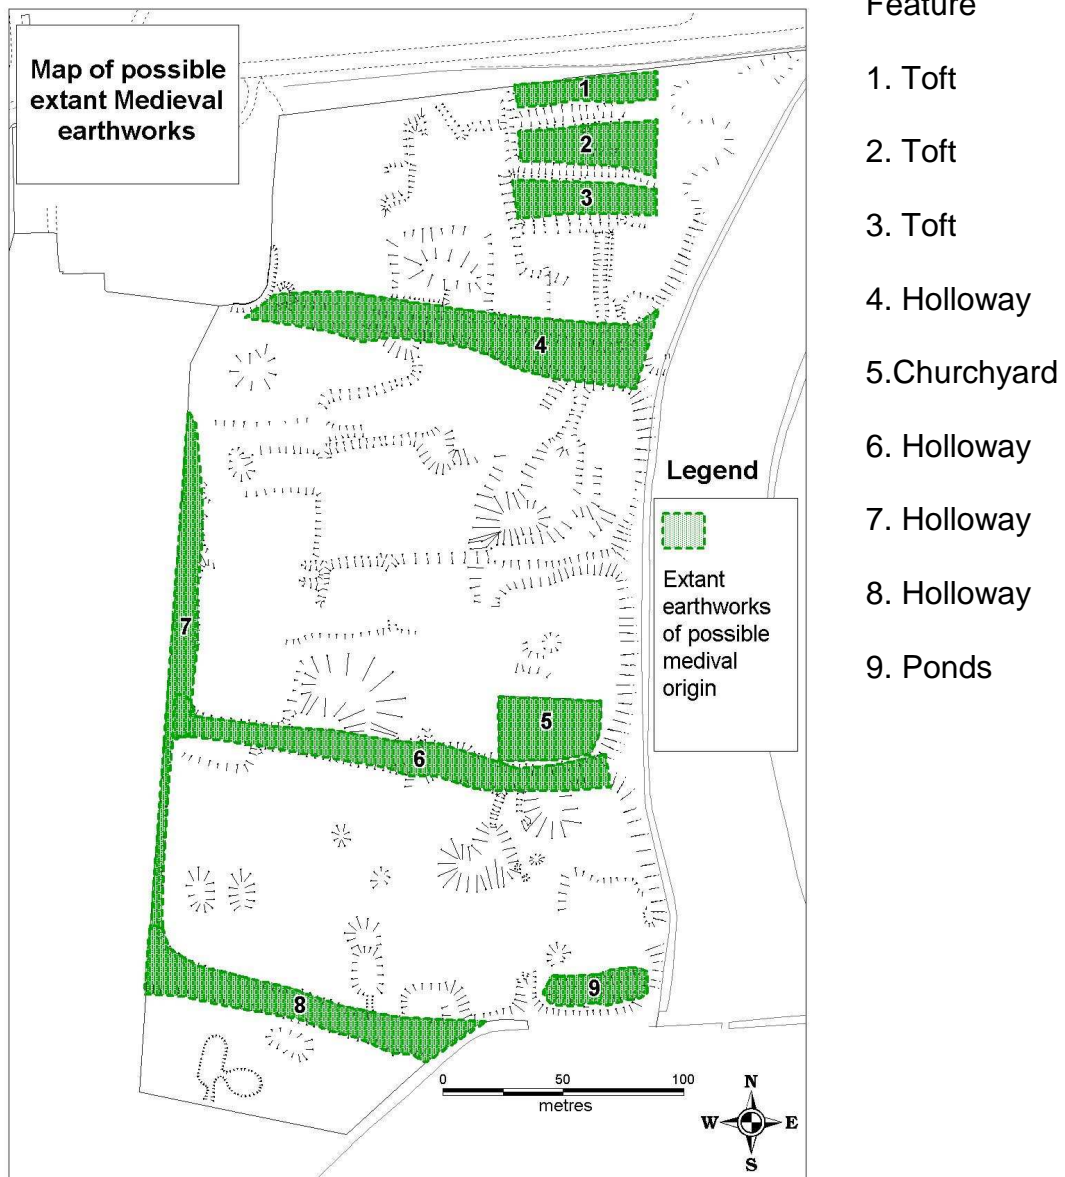 Map of possible
extant Medieval
earthworks
1
2
3
4
5
6
7
8
9
Legend
Extant
earthworks
of possible
medival
origin
0 50 100
metres
N
W E
S
Feature
1. Toft
2. Toft
3. Toft
4. Holloway
5.Churchyard
6. Holloway
7. Holloway
8. Holloway
9. Ponds